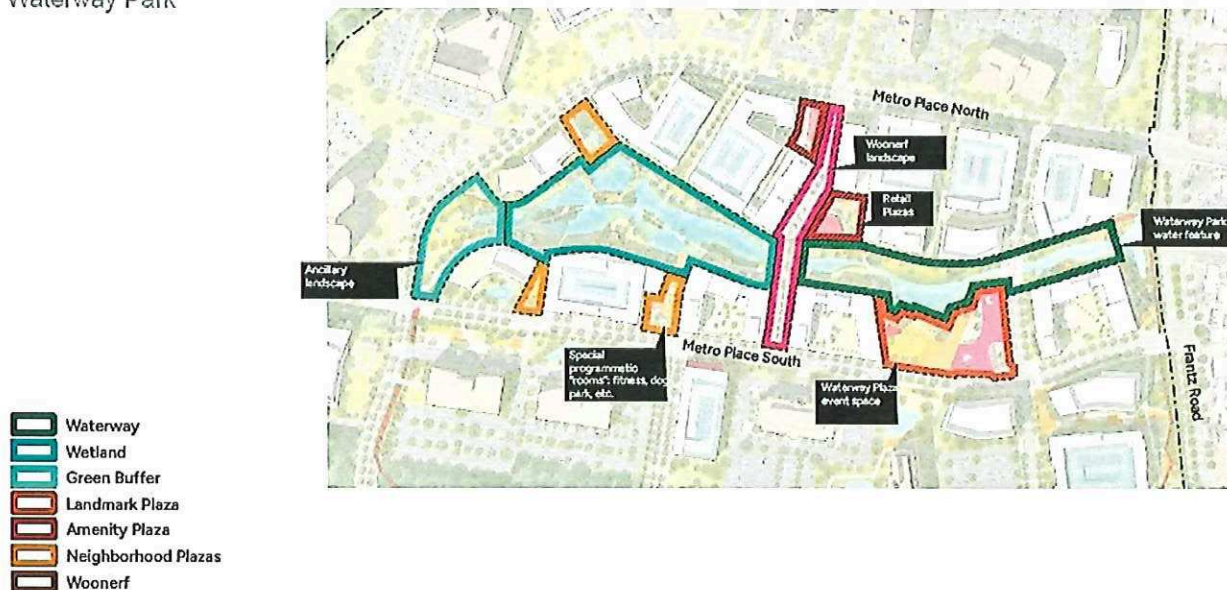 Waterway Park
Metro Place North
Woonerf
landscape
Retail
Plazas
Waterway Park
water feature
Ancillary
landscape
Special
programmatic
"rooms": fitness, dog
park, etc.
Metro Place South
Waterway Plaza
event space
Frantz Road
Waterway
Wetland
Green Buffer
Landmark Plaza
Amenity Plaza
Neighborhood Plazas
Woonerf